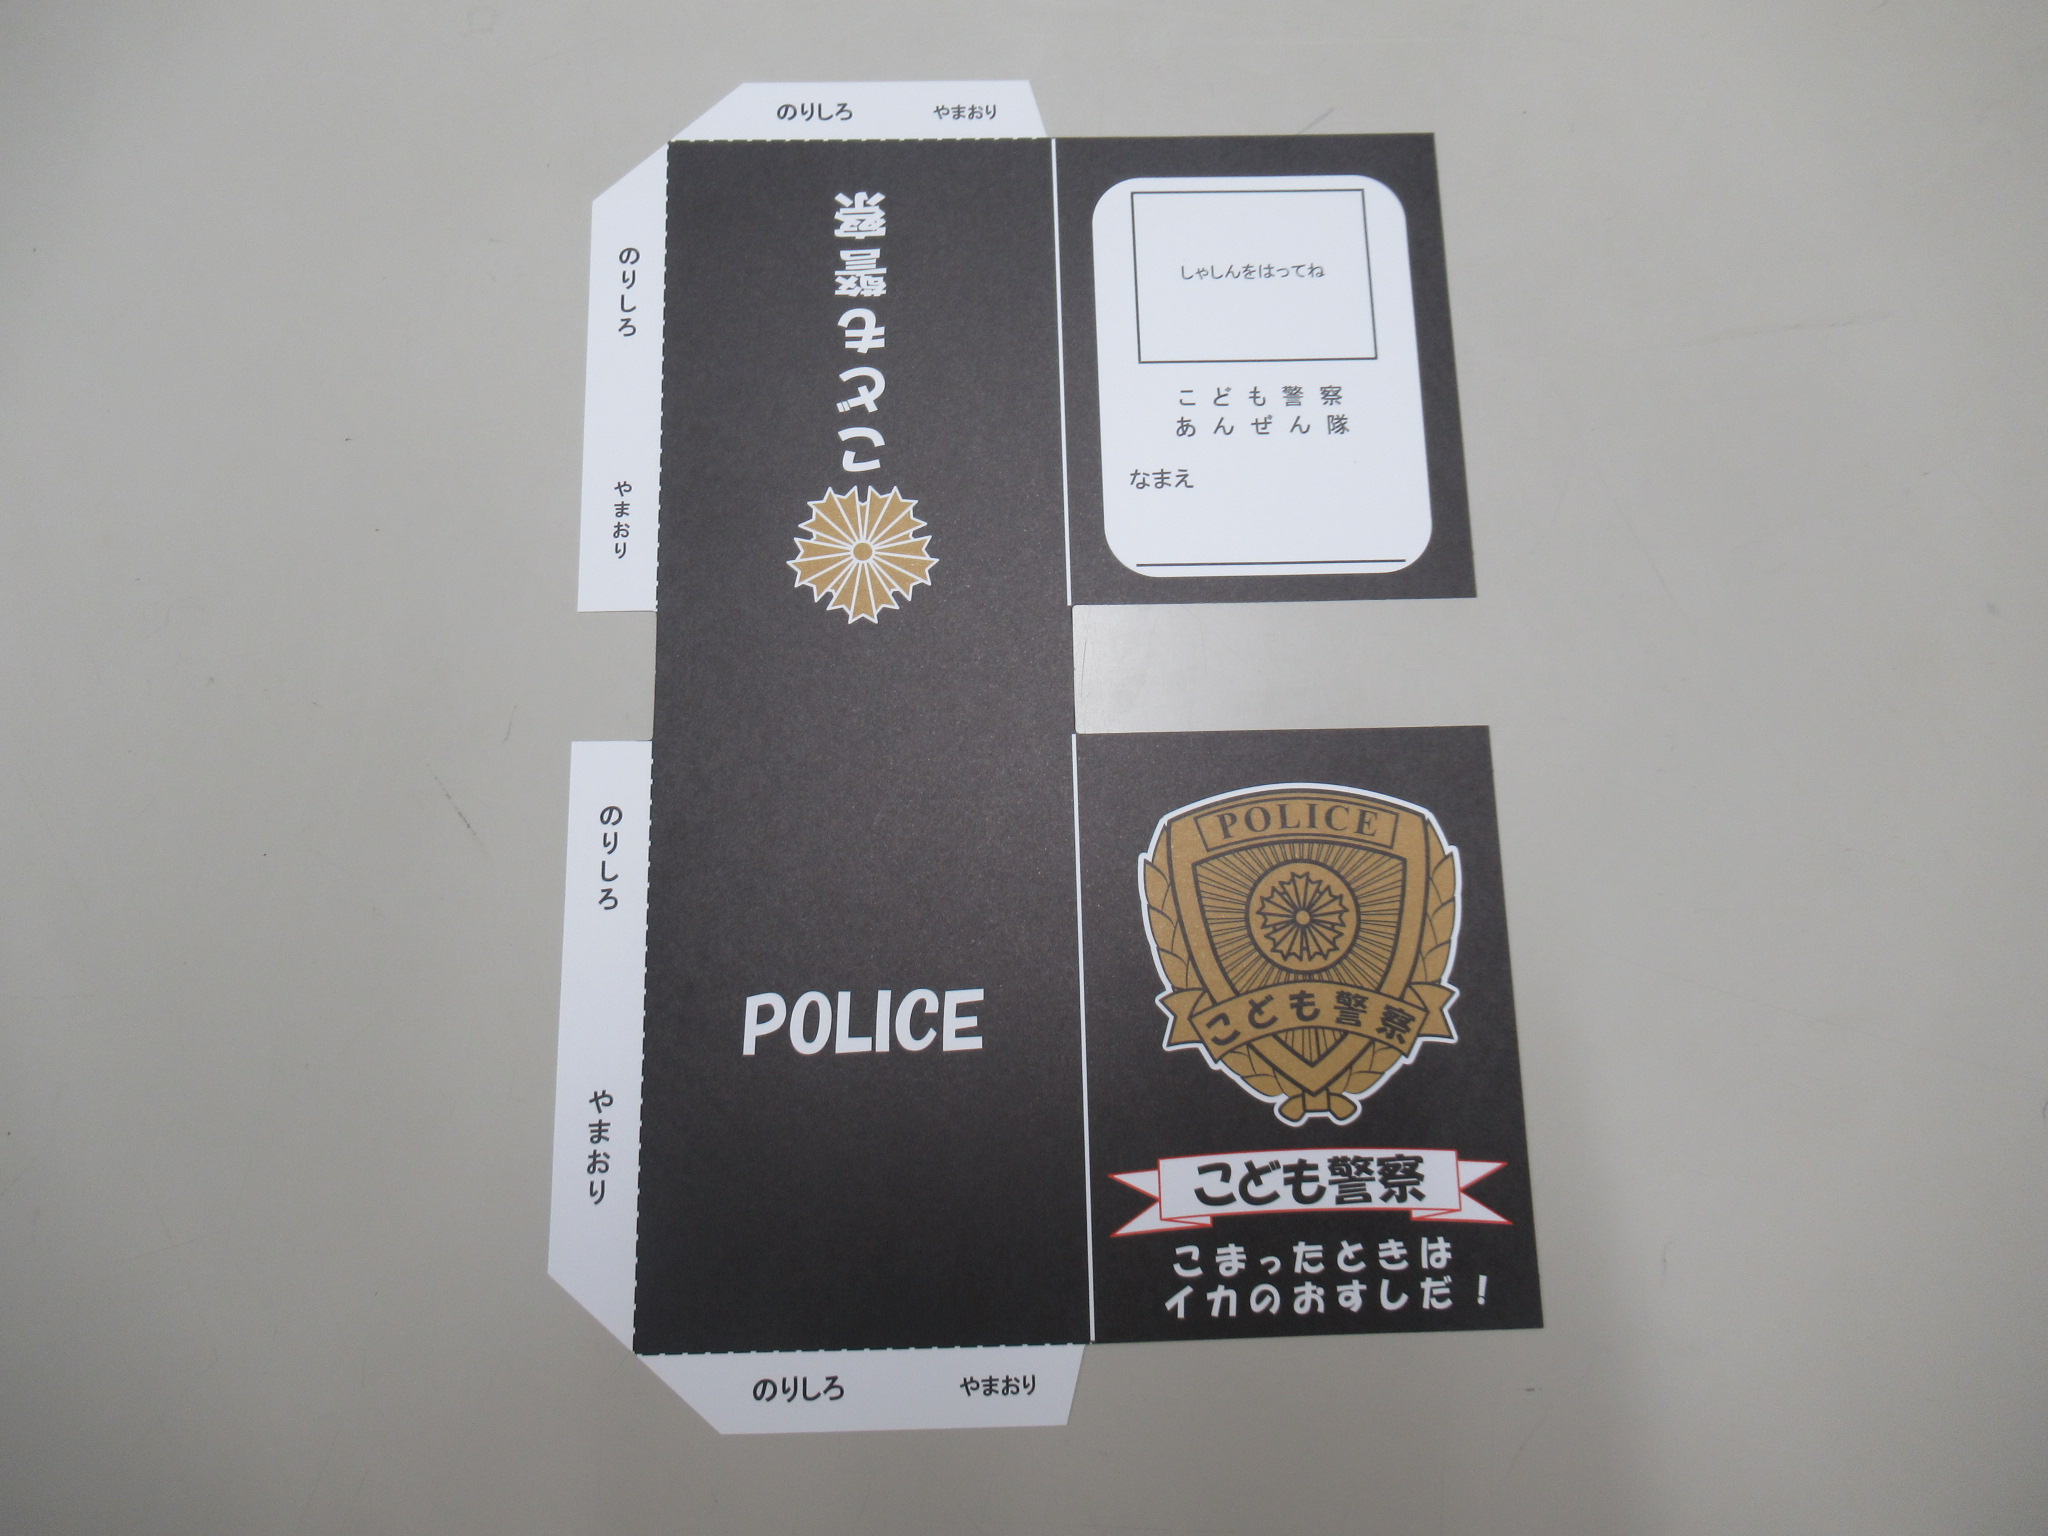 のりしろ やまおり
のりしろ
やまおり
こども警察
しゃしんをはってね
こども警察
あんぜん隊
なまえ
のりしろ
やまおり
POLICE
POLICE
こども警察
こども警察
こまったときは
イカのおすしだ!
のりしろ やまおり